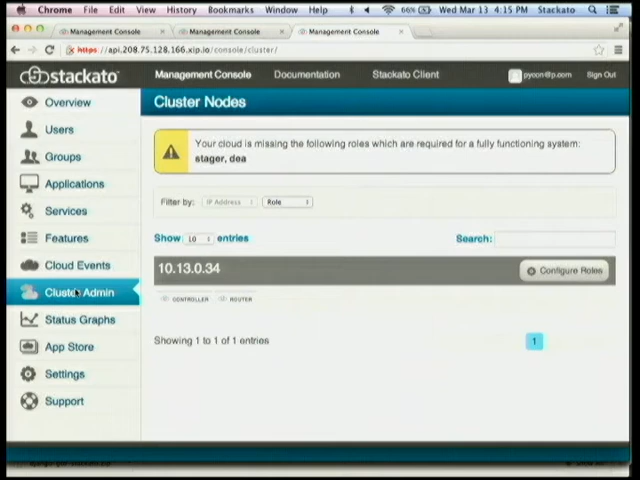 Chrome File Edit View History Bookmarks Window Help 66% Wed Mar 13 4:15 PM Stackato
Management Console Management Console Management Console
https://api.208.75.128.166.xip.io/console/cluster/
stackato Management Console Documentation Stackato Client pycon@p.com Sign Out
Overview
Users
Groups
Applications
Services
Features
Cloud Events
Cluster Admin
Status Graphs
App Store
Settings
Support
Cluster Nodes
Your cloud is missing the following roles which are required for a fully functioning system:
stager, dea
Filter by: IP Address Role
Show 10 entries Search:
10.13.0.34 Configure Roles
CONTROLLER ROUTER
Showing 1 to 1 of 1 entries 1